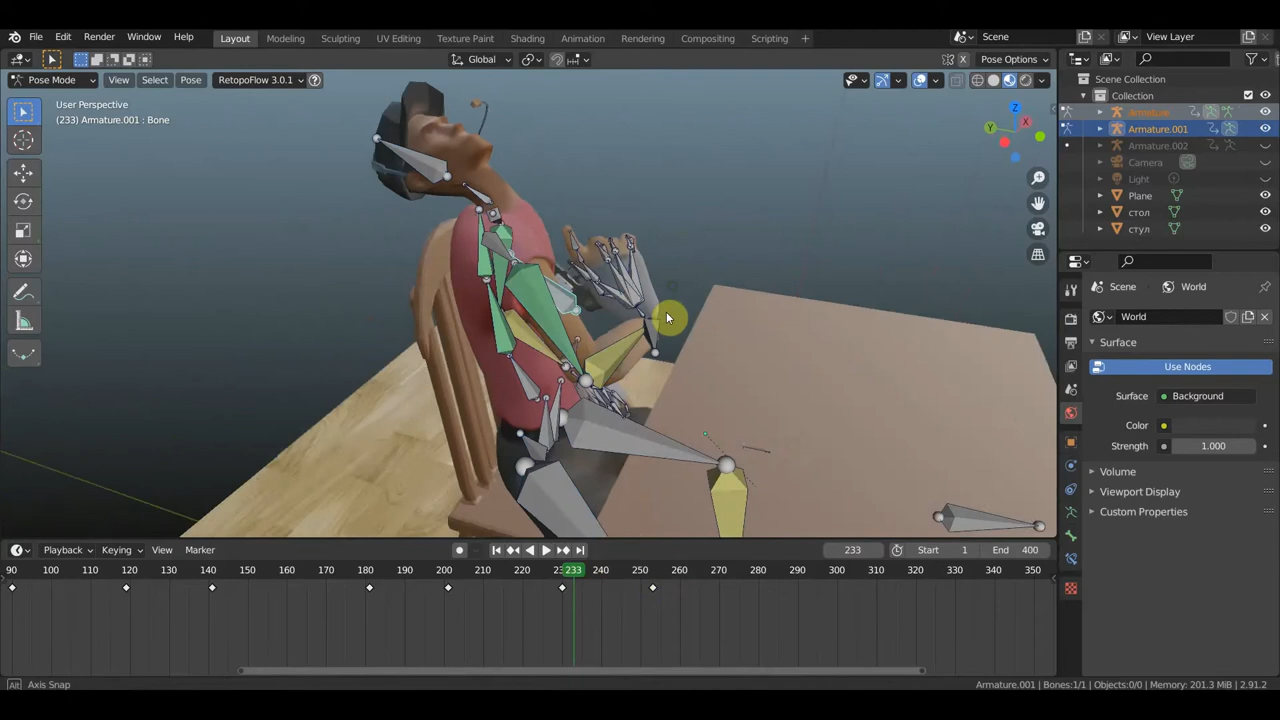 File Edit Render Window Help Layout Modeling Sculpting UV Editing Texture Paint Shading Animation Rendering Compositing Scripting + Scene View Layer
Global Pose Options
Pose Mode View Select Pose RetopoFlow 3.0.1 Scene Collection
Collection
User Perspective
(233) Armature.001 : Bone
Armature
Armature.001
Armature.002
Camera
Light
Plane
стол
стул
X
Y
Z
Scene World
World
Surface
Use Nodes
Surface Background
Color
Strength 1.000
Volume
Viewport Display
Custom Properties
Playback Keying View Marker 233 Start 1 End 400
90 100 110 120 130 140 150 160 170 180 190 200 210 220 233 240 250 260 270 280 290 300 310 320 330 340 350
Alt Axis Snap Armature.001 | Bones:1/1 | Objects:0/0 | Memory: 201.3 MiB | 2.91.2